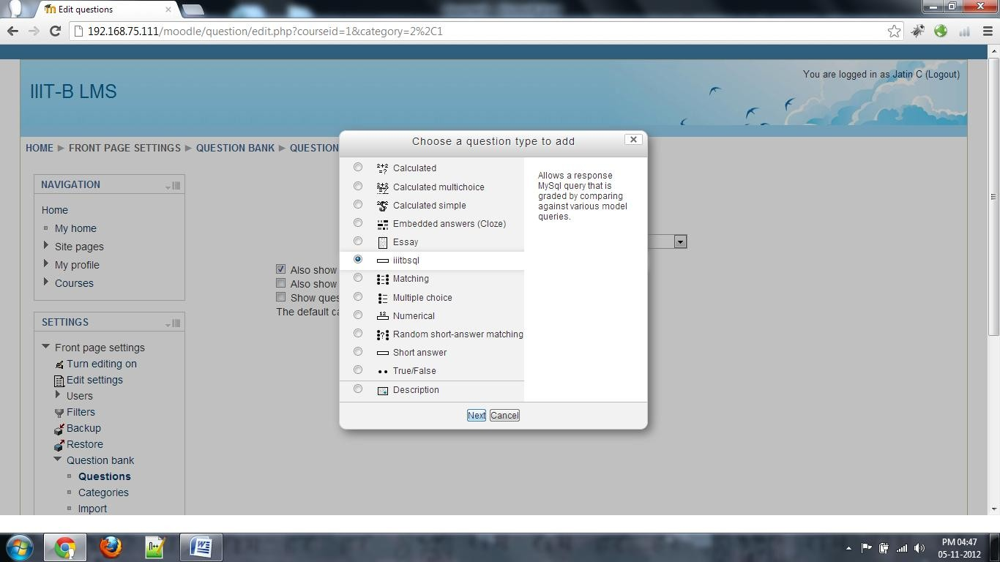 Edit questions
192.168.75.111/moodle/question/edit.php?courseid=1&category=2%2C1
You are logged in as Jatin C (Logout)
IIIT-B LMS
HOME ► FRONT PAGE SETTINGS ► QUESTION BANK ► QUESTION
NAVIGATION
Home
My home
Site pages
My profile
Courses
SETTINGS
Front page settings
Turn editing on
Edit settings
Users
Filters
Backup
Restore
Question bank
Questions
Categories
Import
Also show
Also show
Show ques
The default ca
Choose a question type to add
Calculated
Calculated multichoice
Calculated simple
Embedded answers (Cloze)
Essay
iiitbsql
Matching
Multiple choice
Numerical
Random short-answer matching
Short answer
True/False
Description
Allows a response
MySql query that is
graded by comparing
against various model
queries.
Next Cancel
PM 04:47
05-11-2012